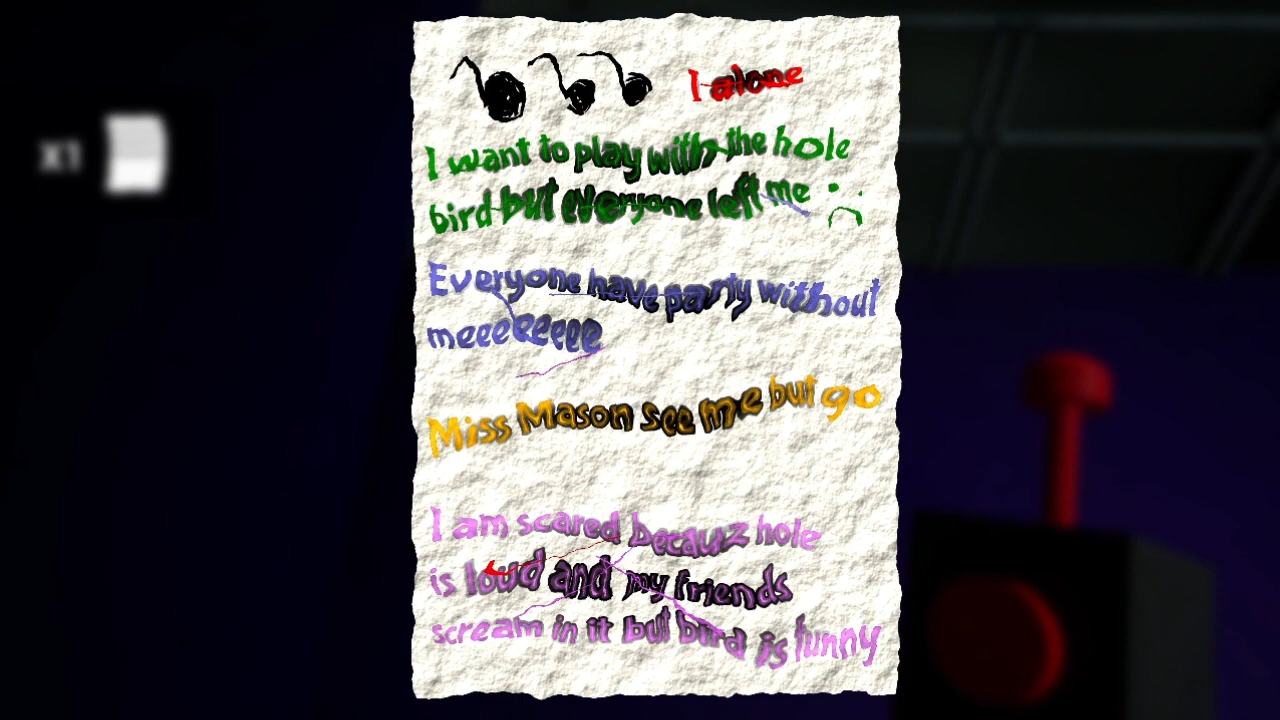 X1
I alone
I want to play with the hole
bird but everyone left me :(
Everyone have party without
meeeeeeee
Miss Mason see me but go
I am scared becauz hole
is loud and my friends
scream in it but bird is funny